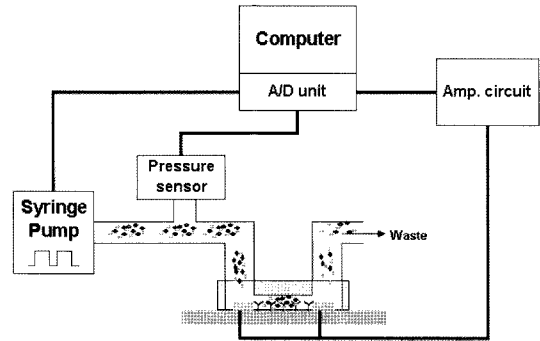 Computer
A/D unit
Amp. circuit
Pressure
sensor
Syringe
Pump
Waste